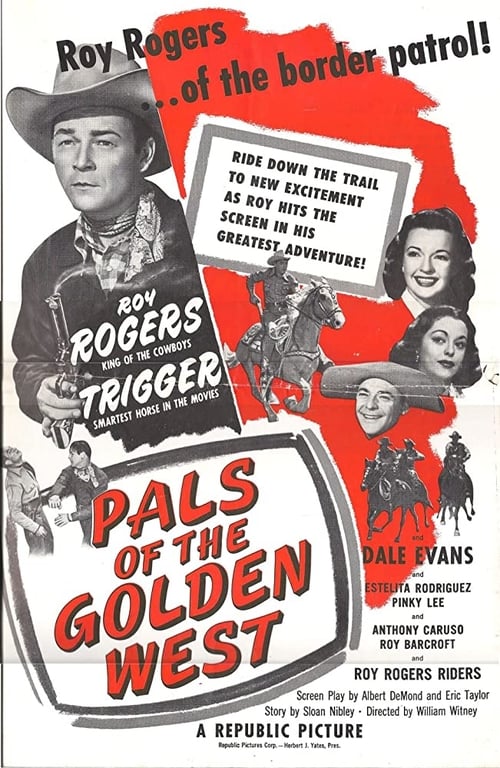 Roy Rogers
...of the border patrol!
RIDE DOWN THE TRAIL
TO NEW EXCITEMENT
AS ROY HITS THE
SCREEN IN HIS
GREATEST ADVENTURE!
ROY
ROGERS
KING OF THE COWBOYS
TRIGGER
SMARTEST HORSE IN THE MOVIES
PALS
OF THE
GOLDEN
WEST
and
DALE EVANS
and
ESTELITA RODRIGUEZ
PINKY LEE
and
ANTHONY CARUSO
ROY BARCROFT
and
ROY ROGERS RIDERS
Screen Play by Albert DeMond and Eric Taylor
Story by Sloan Nibley - Directed by William Witney
A REPUBLIC PICTURE
Republic Pictures Corp.—Herbert J. Yates, Pres.